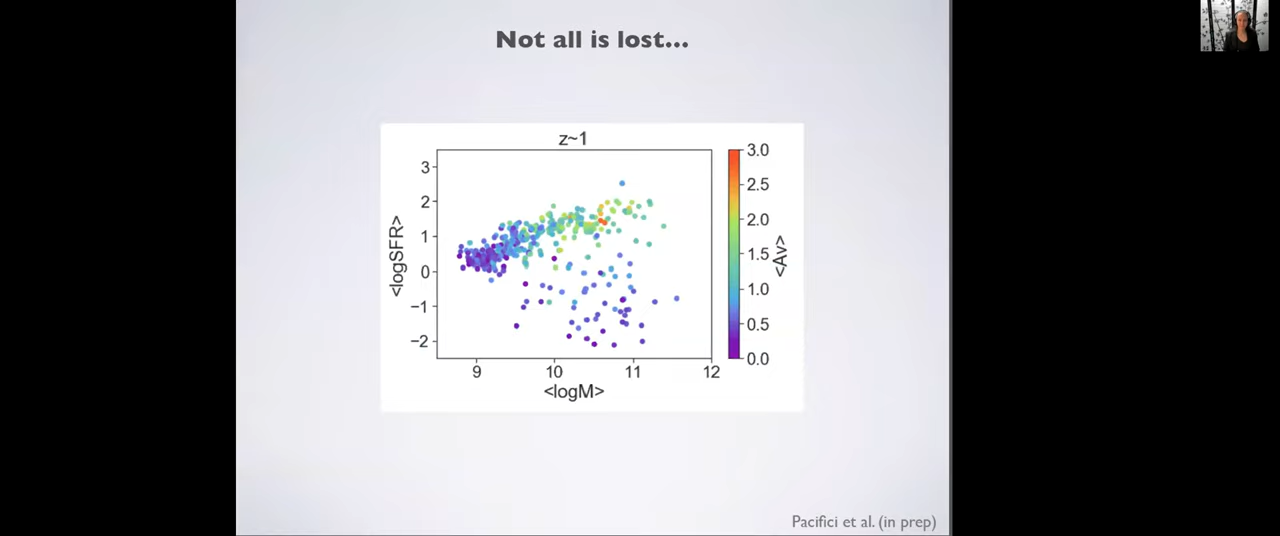 Not all is lost...
z~1
3
2
1
0
−1
−2
<logSFR>
9 10 11 12
<logM>
3.0
2.5
2.0
1.5
1.0
0.5
0.0
<Av>
Pacifici et al. (in prep)